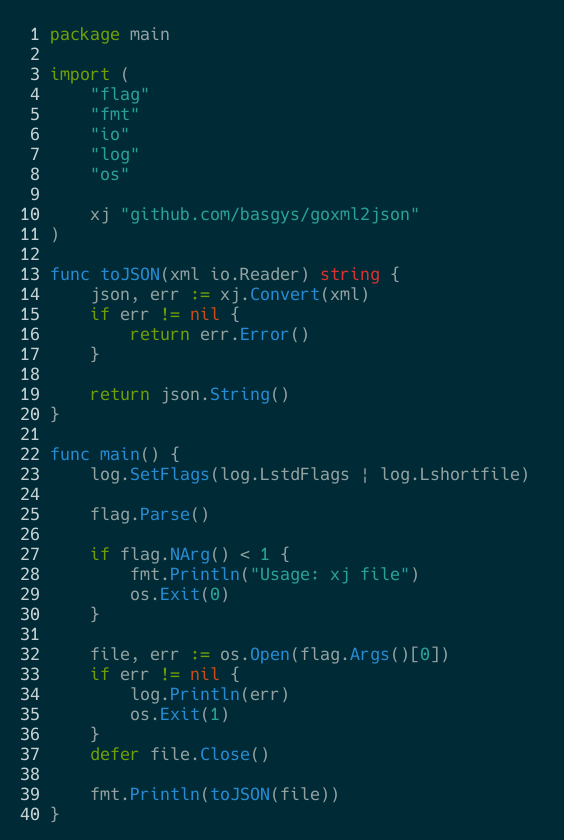 1 package main
2
3 import (
4     "flag"
5     "fmt"
6     "io"
7     "log"
8     "os"
9
10     xj "github.com/basgys/goxml2json"
11 )
12
13 func toJSON(xml io.Reader) string {
14     json, err := xj.Convert(xml)
15     if err != nil {
16         return err.Error()
17     }
18
19     return json.String()
20 }
21
22 func main() {
23     log.SetFlags(log.LstdFlags ¦ log.Lshortfile)
24
25     flag.Parse()
26
27     if flag.NArg() < 1 {
28         fmt.Println("Usage: xj file")
29         os.Exit(0)
30     }
31
32     file, err := os.Open(flag.Args()[0])
33     if err != nil {
34         log.Println(err)
35         os.Exit(1)
36     }
37     defer file.Close()
38
39     fmt.Println(toJSON(file))
40 }